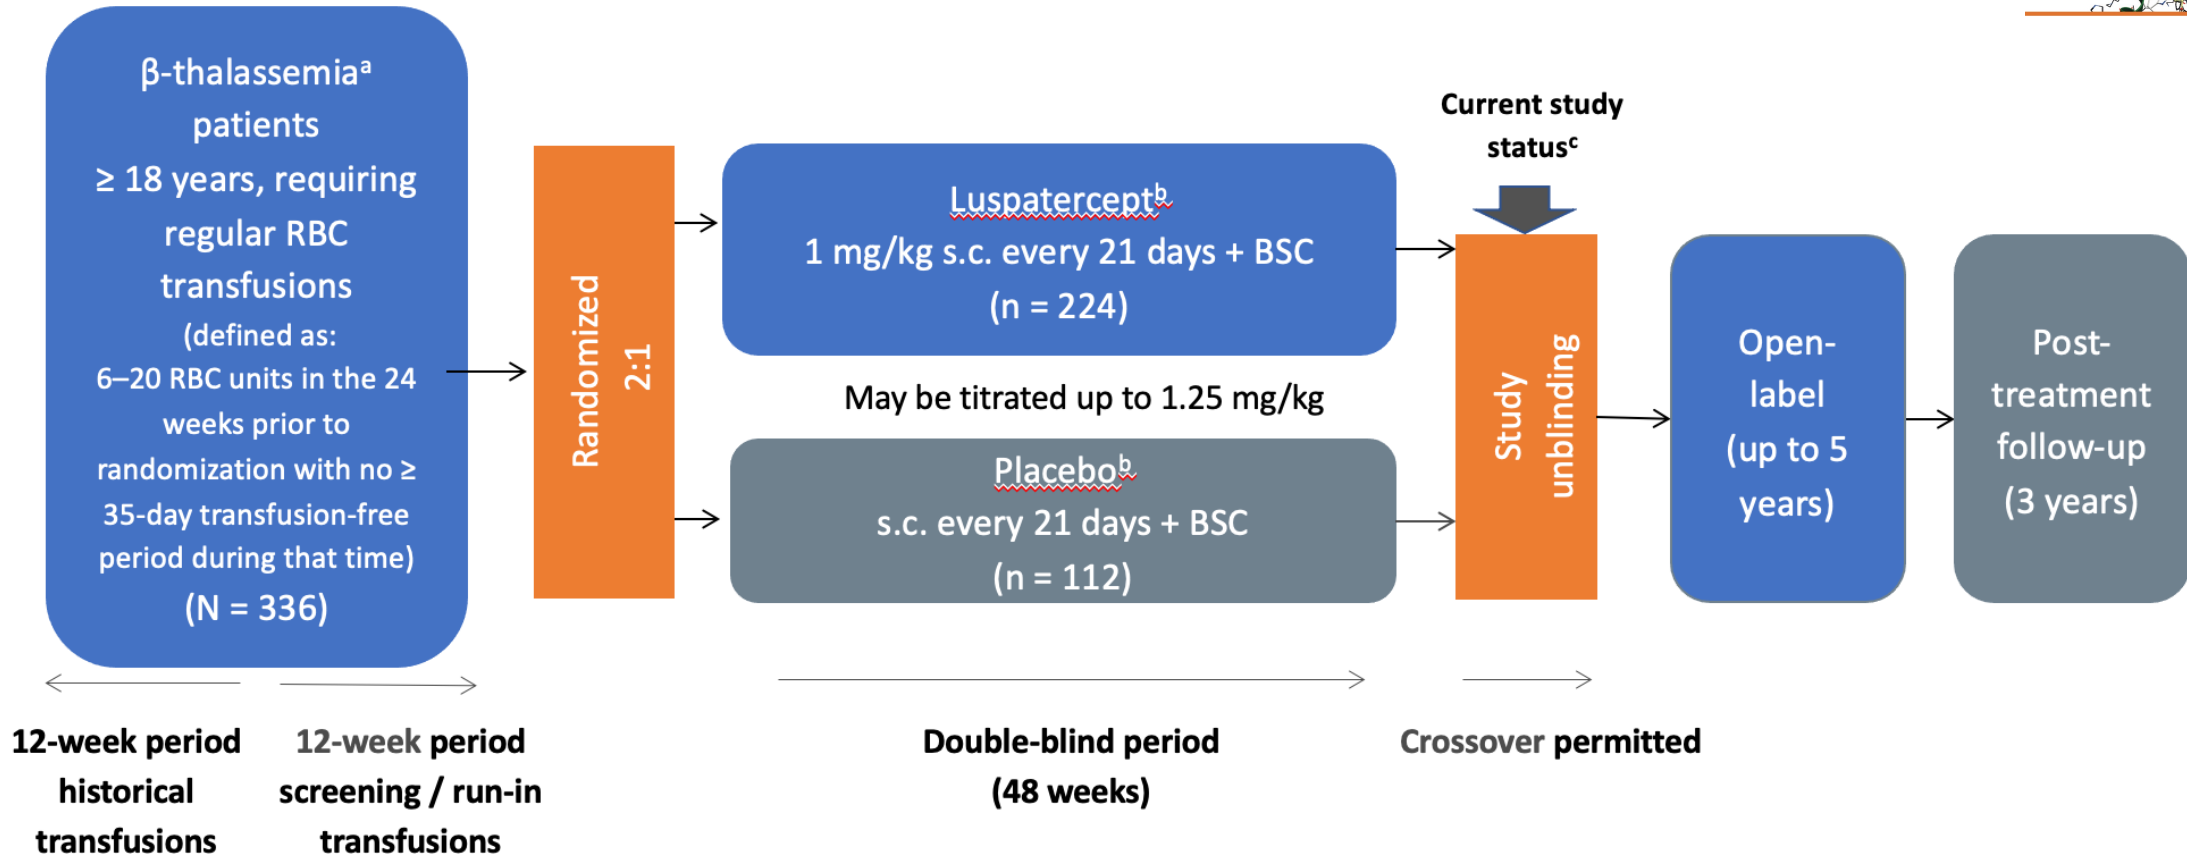 β-thalassemiaᵃ
patients
≥ 18 years, requiring
regular RBC
transfusions
(defined as:
6–20 RBC units in the 24
weeks prior to
randomization with no ≥
35-day transfusion-free
period during that time)
(N = 336)
Randomized
2:1
Luspaterceptᵇ
1 mg/kg s.c. every 21 days + BSC
(n = 224)
May be titrated up to 1.25 mg/kg
Placeboᵇ
s.c. every 21 days + BSC
(n = 112)
Current study
statusᶜ
Study
unblinding
Open-
label
(up to 5
years)
Post-
treatment
follow-up
(3 years)
12-week period
historical
transfusions
12-week period
screening / run-in
transfusions
Double-blind period
(48 weeks)
Crossover permitted